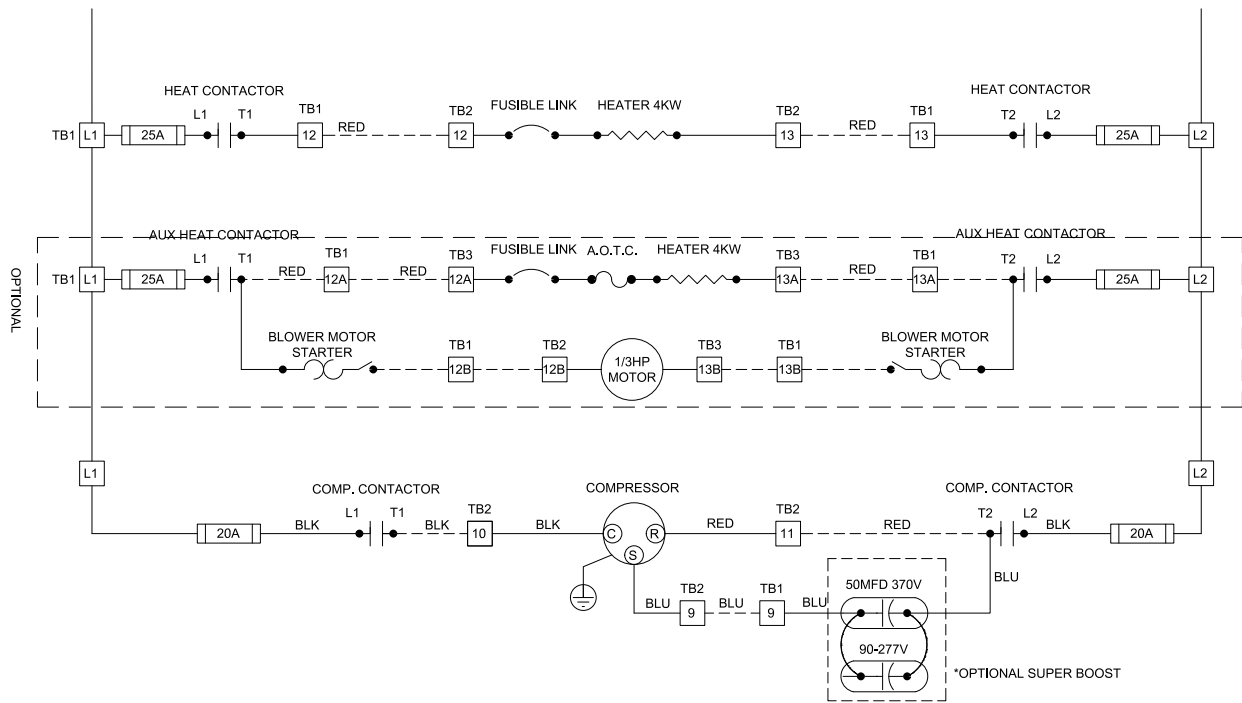 HEAT CONTACTOR
HEAT CONTACTOR
L1 T1 TB1 TB2 FUSIBLE LINK HEATER 4KW TB2 TB1 T2 L2
TB1 L1 25A 12 RED 12 13 RED 13 25A L2
OPTIONAL
AUX HEAT CONTACTOR
AUX HEAT CONTACTOR
L1 T1 TB1 TB3 FUSIBLE LINK A.O.T.C. HEATER 4KW TB3 TB1 T2 L2
TB1 L1 25A RED 12A RED 12A 13A RED 13A 25A L2
BLOWER MOTOR
STARTER
TB1 TB2 TB3 TB1
BLOWER MOTOR
STARTER
12B 12B 1/3HP
MOTOR
13B 13B
L1 L2
COMP. CONTACTOR
COMPRESSOR
COMP. CONTACTOR
L1 T1 TB2 TB2 T2 L2
20A BLK BLK 10 BLK C R S RED 11 RED BLK 20A
BLU
TB2 TB1
BLU 9 BLU 9 BLU
50MFD 370V
90-277V
*OPTIONAL SUPER BOOST